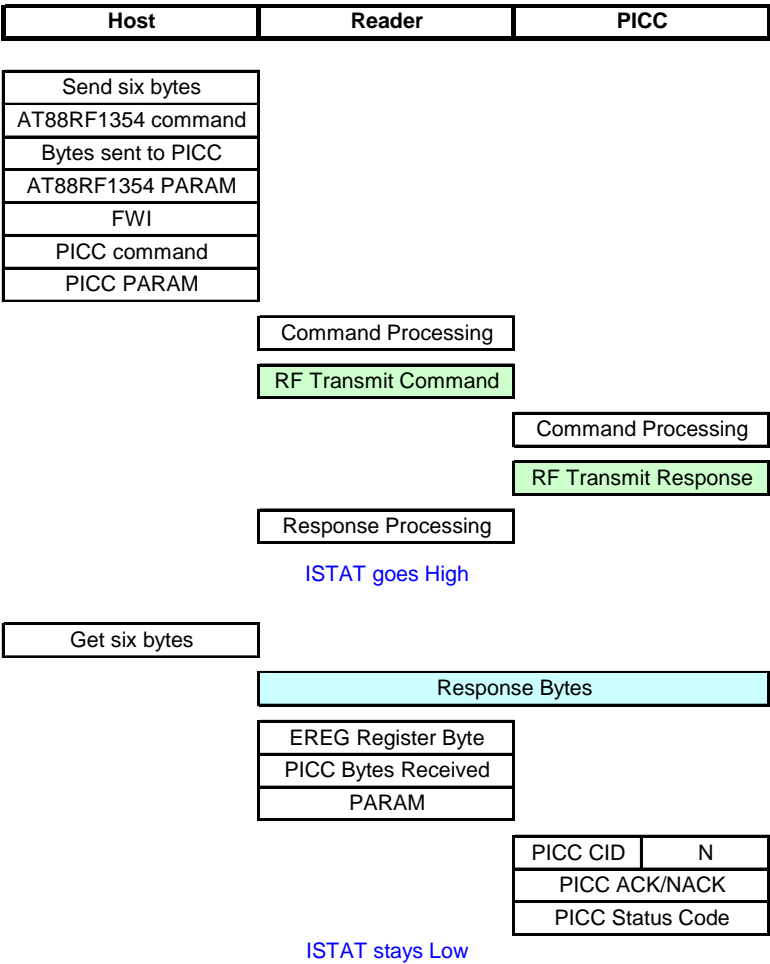 Host Reader PICC
Send six bytes
AT88RF1354 command
Bytes sent to PICC
AT88RF1354 PARAM
FWI
PICC command
PICC PARAM
Command Processing
RF Transmit Command
Command Processing
RF Transmit Response
Response Processing
ISTAT goes High
Get six bytes
Response Bytes
EREG Register Byte
PICC Bytes Received
PARAM
PICC CID N
PICC ACK/NACK
PICC Status Code
ISTAT stays Low